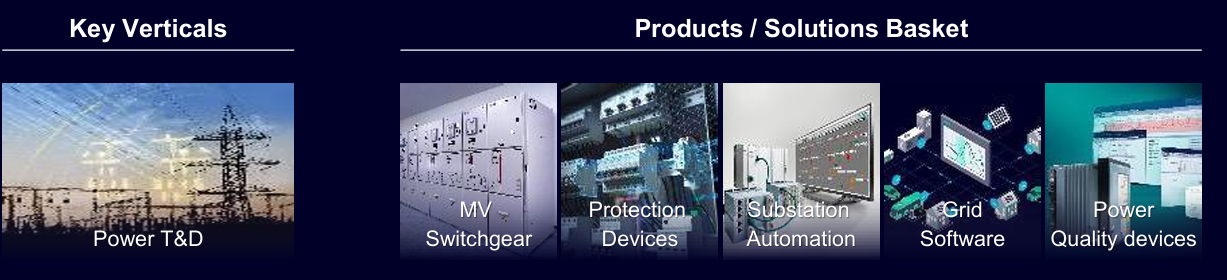 Key Verticals
Products / Solutions Basket
Power T&D
MV
Switchgear
Protection
Devices
Substation
Automation
Grid
Software
Power
Quality devices